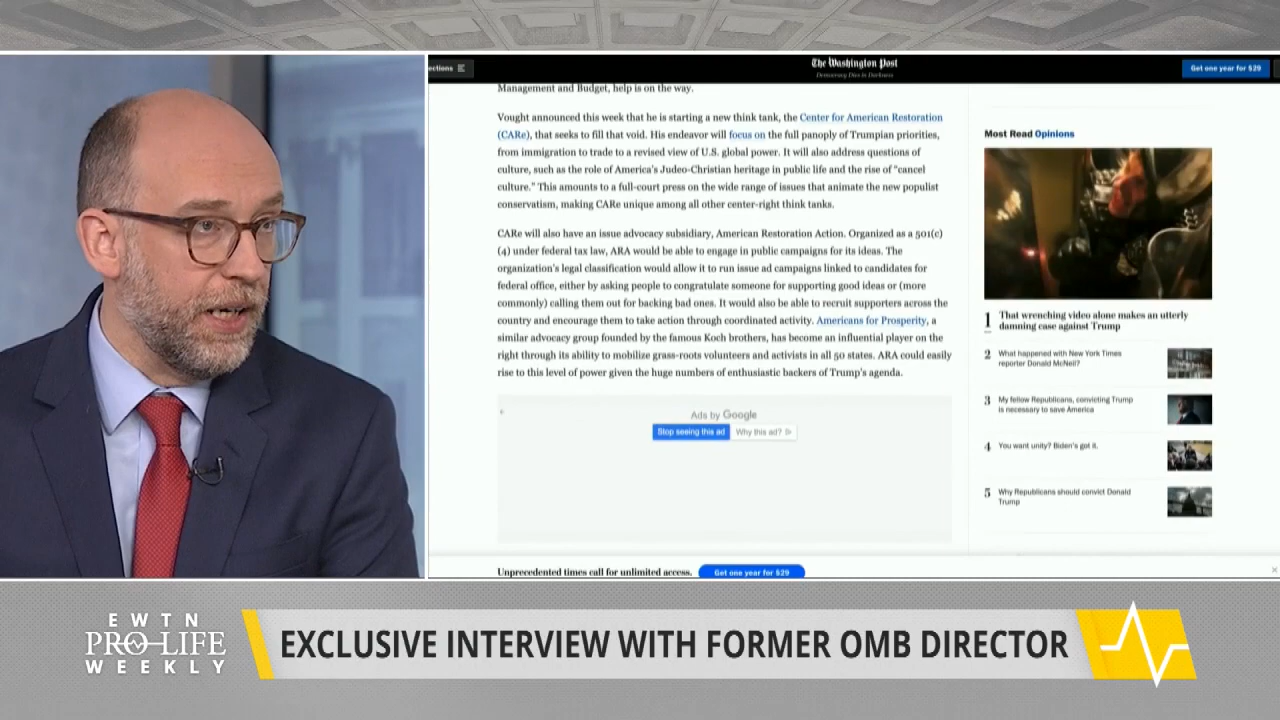 ections
The Washington Post
Democracy Dies in Darkness
Get one year for $29
Management and Budget, help is on the way.
Vought announced this week that he is starting a new think tank, the Center for American Restoration
(CARe), that seeks to fill that void. His endeavor will focus on the full panoply of Trumpian priorities,
from immigration to trade to a revised view of U.S. global power. It will also address questions of
culture, such as the role of America's Judeo-Christian heritage in public life and the rise of "cancel
culture." This amounts to a full-court press on the wide range of issues that animate the new populist
conservatism, making CARe unique among all other center-right think tanks.
CARe will also have an issue advocacy subsidiary, American Restoration Action. Organized as a 501(c)
(4) under federal tax law, ARA would be able to engage in public campaigns for its ideas. The
organization's legal classification would allow it to run issue ad campaigns linked to candidates for
federal office, either by asking people to congratulate someone for supporting good ideas or (more
commonly) calling them out for backing bad ones. It would also be able to recruit supporters across the
country and encourage them to take action through coordinated activity. Americans for Prosperity, a
similar advocacy group founded by the famous Koch brothers, has become an influential player on the
right through its ability to mobilize grass-roots volunteers and activists in all 50 states. ARA could easily
rise to this level of power given the huge numbers of enthusiastic backers of Trump's agenda.
Ads by Google
Stop seeing this ad
Why this ad?
Unprecedented times call for unlimited access.
Get one year for $29
Most Read Opinions
1 That wrenching video alone makes an utterly
damning case against Trump
2 What happened with New York Times
reporter Donald McNeil?
3 My fellow Republicans, convicting Trump
is necessary to save America
4 You want unity? Biden's got it.
5 Why Republicans should convict Donald
Trump
EWTN
PRO-LIFE
WEEKLY
EXCLUSIVE INTERVIEW WITH FORMER OMB DIRECTOR